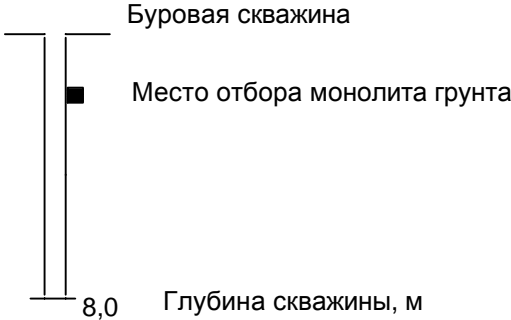 Буровая скважина
Место отбора монолита грунта
8,0 Глубина скважины, м